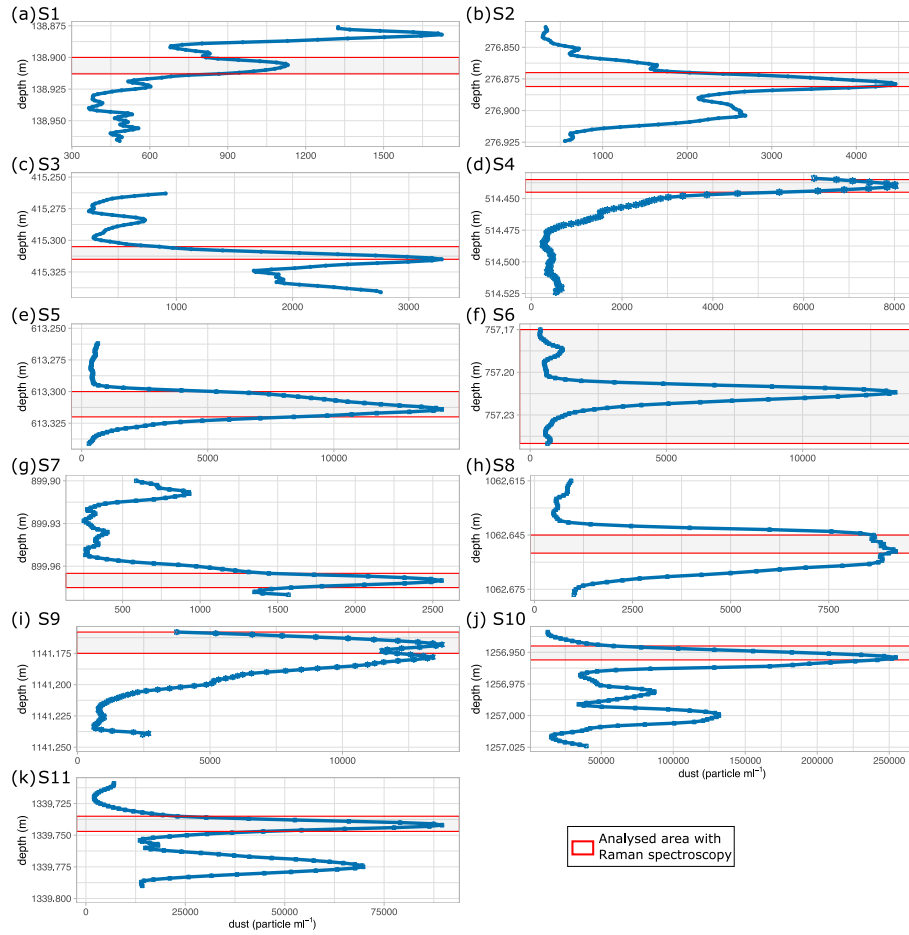 (a)S1
depth (m)
138.875
138.900
138.925
138.950
300 600 900 1200 1500
(b)S2
depth (m)
276.850
276.875
276.900
276.925
1000 2000 3000 4000
(c)S3
depth (m)
415.250
415.275
415.300
415.325
1000 2000 3000
(d)S4
depth (m)
514.450
514.475
514.500
514.525
0 2000 4000 6000 8000
(e)S5
depth (m)
613.250
613.275
613.300
613.325
0 5000 10000
(f)S6
depth (m)
757,17
757.20
757.23
0 5000 10000
(g)S7
depth (m)
899.90
899.93
899.96
500 1000 1500 2000 2500
(h)S8
depth (m)
1062.615
1062.645
1062.675
0 2500 5000 7500
(i)S9
depth (m)
1141.175
1141.200
1141.225
1141.250
0 5000 10000
(j)S10
depth (m)
1256.950
1256.975
1257.000
1257.025
50000 100000 150000 200000 250000
dust (particle ml⁻¹)
(k)S11
depth (m)
1339.725
1339.750
1339.775
1339.800
0 25000 50000 75000
dust (particle ml⁻¹)
Analysed area with
Raman spectroscopy